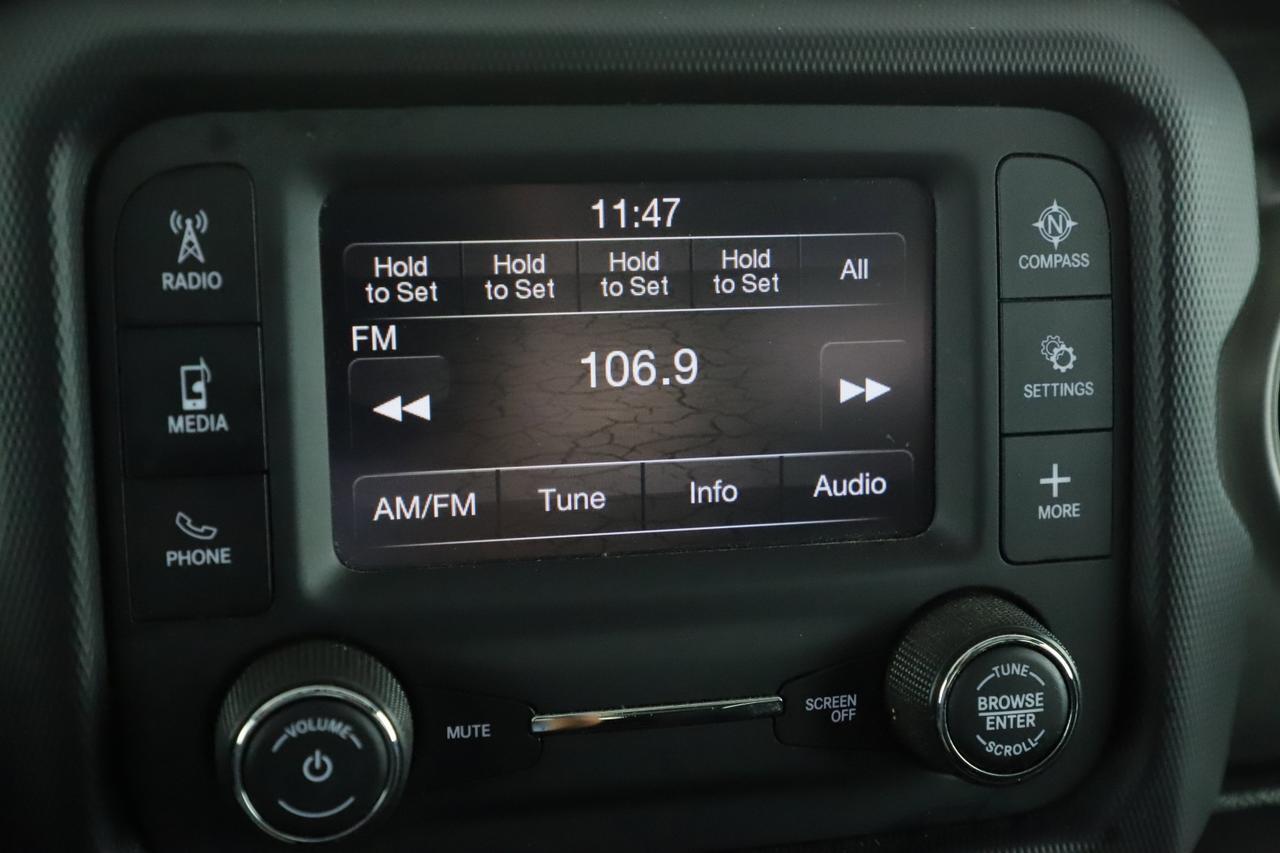 11:47
Hold
to Set
Hold
to Set
Hold
to Set
Hold
to Set
All
FM
106.9
AM/FM
Tune
Info
Audio
RADIO
MEDIA
PHONE
N
COMPASS
SETTINGS
MORE
VOLUME
MUTE
SCREEN
OFF
TUNE
BROWSE
ENTER
SCROLL